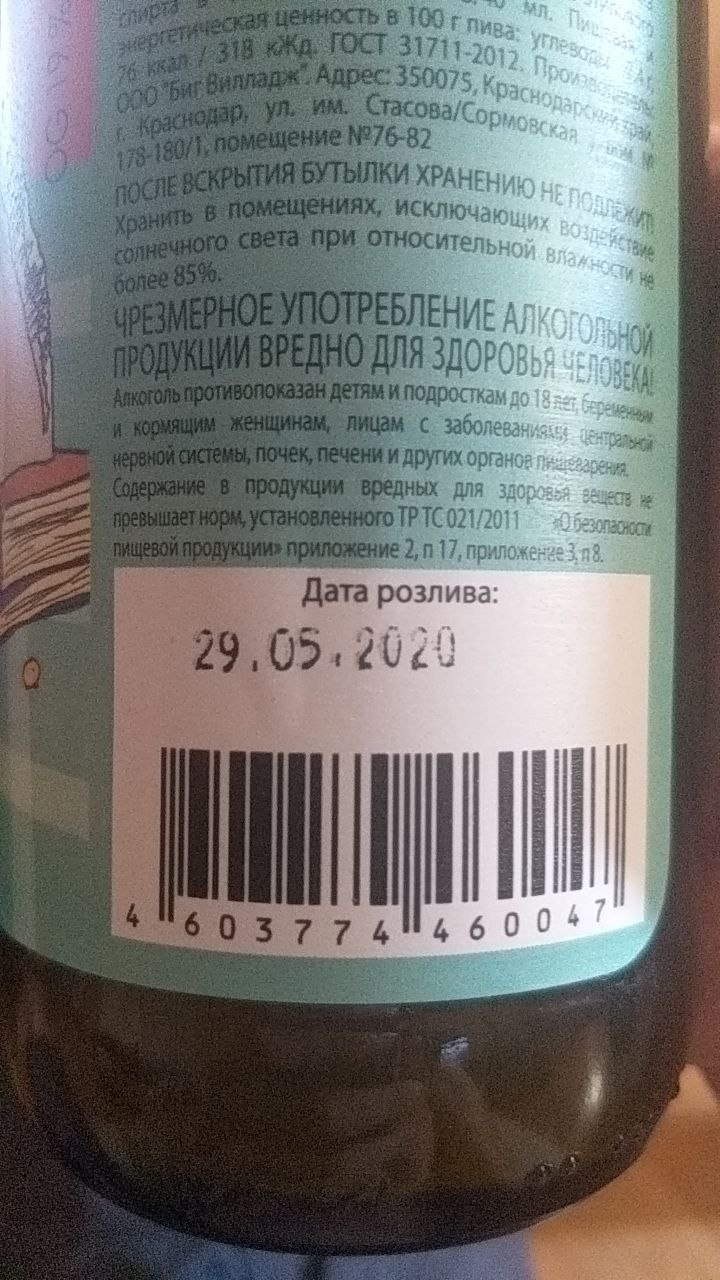 спирта в мл. Пищевая и
энергетическая ценность в 100 г пива: углеводы
76 ккал / 318 кЖд. ГОСТ 31711-2012. Производитель:
ООО "Биг Вилладж". Адрес: 350075, Краснодарский край,
г. Краснодар, ул. им. Стасова/Сормовская
178-180/1, помещение №76-82
ПОСЛЕ ВСКРЫТИЯ БУТЫЛКИ ХРАНЕНИЮ НЕ ПОДЛЕЖИТ!
Хранить в помещениях, исключающих воздействие
солнечного света при относительной влажности не
более 85%.
ЧРЕЗМЕРНОЕ УПОТРЕБЛЕНИЕ АЛКОГОЛЬНОЙ
ПРОДУКЦИИ ВРЕДНО ДЛЯ ЗДОРОВЬЯ ЧЕЛОВЕКА!
Алкоголь противопоказан детям и подросткам до 18 лет, беременным
и кормящим женщинам, лицам с заболеваниями центральной
нервной системы, почек, печени и других органов пищеварения.
Содержание в продукции вредных для здоровья веществ не
превышает норм, установленного ТР ТС 021/2011 «О безопасности
пищевой продукции» приложение 2, п 17, приложение 3, п 8.
Дата розлива:
29.05.2020
4 603774 460047